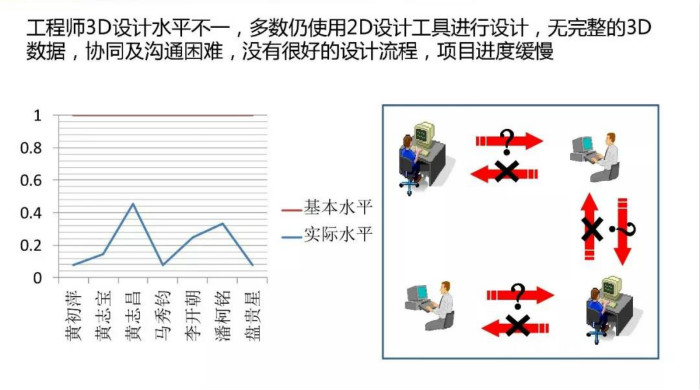 工程师3D设计水平不一，多数仍使用2D设计工具进行设计，无完整的3D
数据，协同及沟通困难，没有很好的设计流程，项目进度缓慢
1
0.8
0.6
0.4
0.2
0
黄初萍
黄志宝
黄志昌
马秀钧
李开朝
潘柯铭
盘贵星
基本水平
实际水平
?
?
?